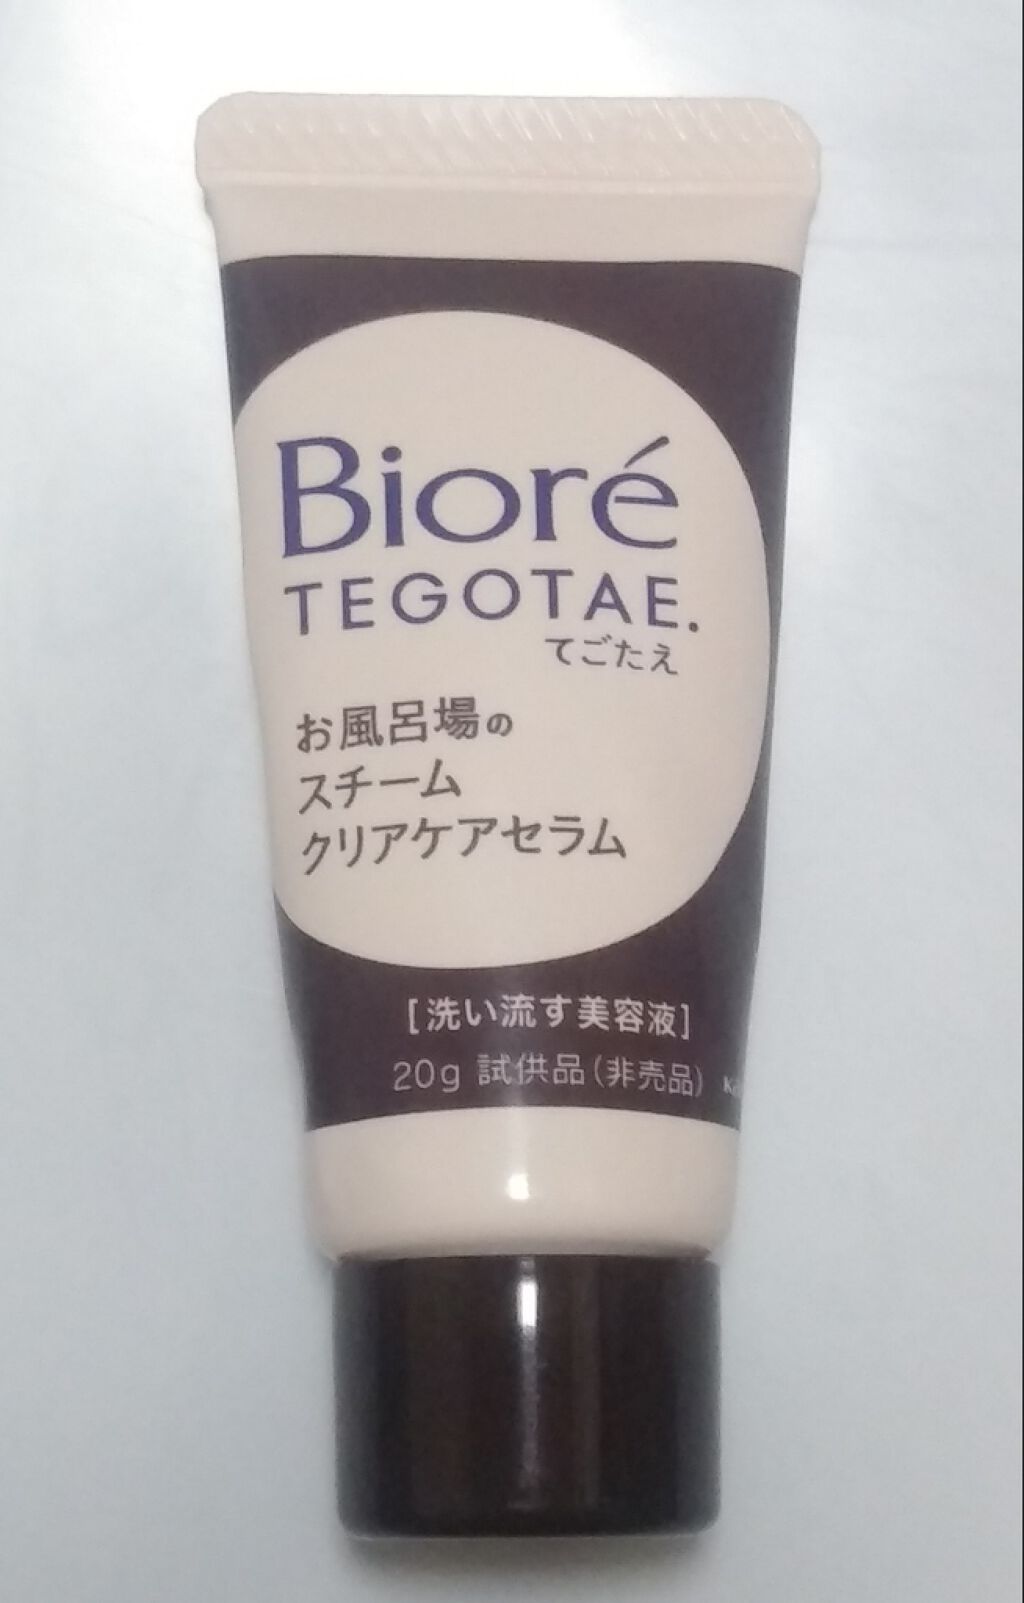 Bioré
TEGOTAE.
てごたえ
お風呂場の
スチーム
クリアケアセラム
[洗い流す美容液]
20g 試供品(非売品)